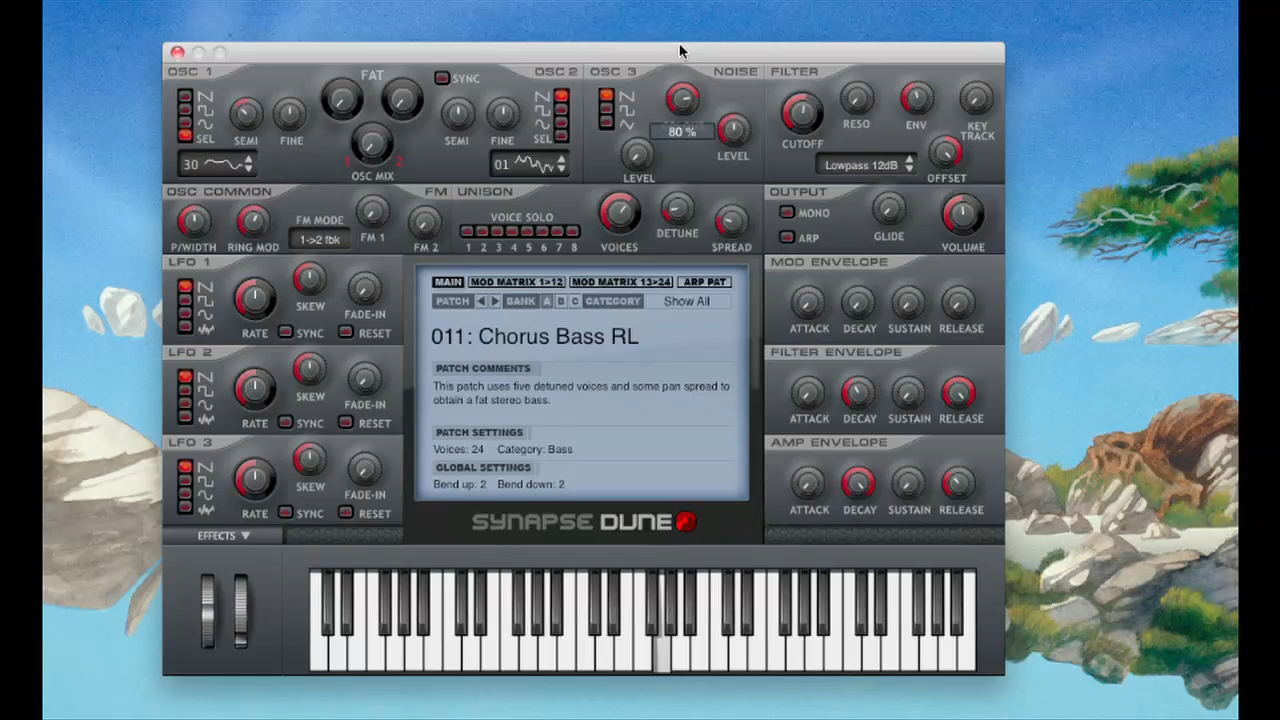 OSC 1
FAT
SYNC
OSC 2
OSC 3
NOISE
FILTER
SEL
SEMI
FINE
SEMI
FINE
SEL
80 %
LEVEL
RESO
ENV
KEY TRACK
CUTOFF
30
OSC MIX
1
2
01
LEVEL
Lowpass 12dB
OFFSET
OSC COMMON
FM
UNISON
OUTPUT
FM MODE
VOICE SOLO
MONO
1->2 fbk
P/WIDTH
RING MOD
FM 1
FM 2
1 2 3 4 5 6 7 8
VOICES
DETUNE
SPREAD
ARP
GLIDE
VOLUME
LFO 1
SKEW
FADE-IN
RATE
SYNC
RESET
MAIN
MOD MATRIX 1>12
MOD MATRIX 13>24
ARP PAT
PATCH
BANK
A
B
C
CATEGORY
Show All
011: Chorus Bass RL
PATCH COMMENTS
This patch uses five detuned voices and some pan spread to
obtain a fat stereo bass.
PATCH SETTINGS
Voices: 24 Category: Bass
GLOBAL SETTINGS
Bend up: 2 Bend down: 2
MOD ENVELOPE
ATTACK
DECAY
SUSTAIN
RELEASE
LFO 2
SKEW
FADE-IN
RATE
SYNC
RESET
FILTER ENVELOPE
ATTACK
DECAY
SUSTAIN
RELEASE
LFO 3
SKEW
FADE-IN
RATE
SYNC
RESET
AMP ENVELOPE
ATTACK
DECAY
SUSTAIN
RELEASE
SYNAPSE DUNE
EFFECTS ▼